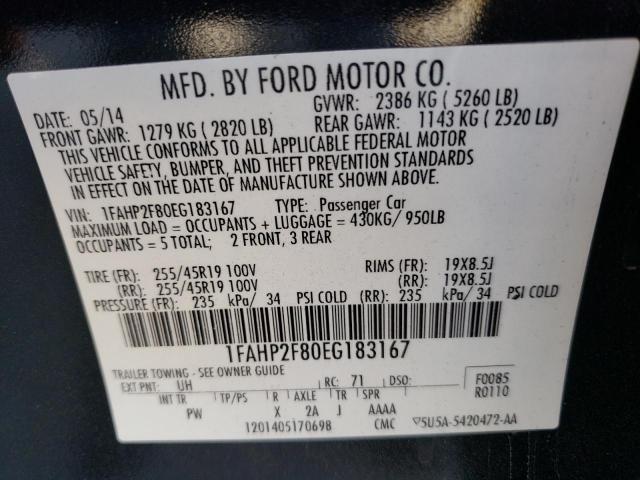 MFD. BY FORD MOTOR CO.
DATE: 05/14 GVWR: 2386 KG ( 5260 LB)
FRONT GAWR: 1279 KG ( 2820 LB) REAR GAWR: 1143 KG ( 2520 LB)
THIS VEHICLE CONFORMS TO ALL APPLICABLE FEDERAL MOTOR
VEHICLE SAFETY, BUMPER, AND THEFT PREVENTION STANDARDS
IN EFFECT ON THE DATE OF MANUFACTURE SHOWN ABOVE.
VIN: 1FAHP2F80EG183167 TYPE: Passenger Car
MAXIMUM LOAD = OCCUPANTS + LUGGAGE = 430KG/ 950LB
OCCUPANTS = 5 TOTAL; 2 FRONT, 3 REAR
TIRE (FR): 255/45R19 100V RIMS (FR): 19X8.5J
(RR): 255/45R19 100V (RR): 19X8.5J
PRESSURE (FR): 235 kPa/ 34 PSI COLD (RR): 235 kPa/ 34 PSI COLD
1FAHP2F80EG183167
TRAILER TOWING - SEE OWNER GUIDE
EXT PNT: UH RC: 71 DSO: F0085
R0110
INT TR TP/PS R AXLE TR SPR
PW X 2A J AAAA
1201405170698 CMC ▽5U5A-5420472-AA